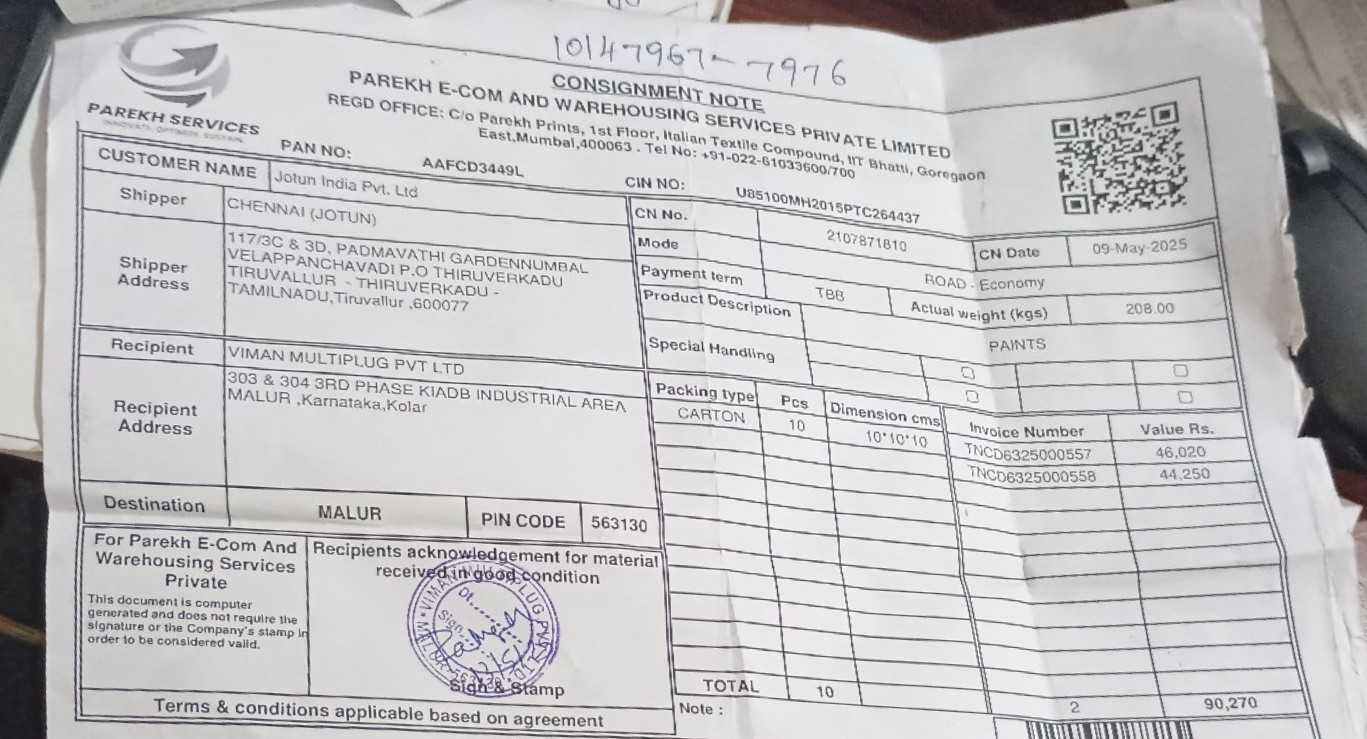 10147967-7976
CONSIGNMENT NOTE
PAREKH E-COM AND WAREHOUSING SERVICES PRIVATE LIMITED
REGD OFFICE: C/o Parekh Prints, 1st Floor, Italian Textile Compound, IIT Bhatti, Goregaon
East,Mumbai,400063 . Tel No: +91-022-61033600/700
PAREKH SERVICES
PAN NO: AAFCD3449L CIN NO: U85100MH2015PTC264437
CUSTOMER NAME Jotun India Pvt. Ltd
Shipper CHENNAI (JOTUN)
Shipper Address
117/3C & 3D, PADMAVATHI GARDENNUMBAL
VELAPPANCHAVADI P.O THIRUVERKADU
TIRUVALLUR - THIRUVERKADU -
TAMILNADU,Tiruvallur ,600077
Recipient VIMAN MULTIPLUG PVT LTD
Recipient Address
303 & 304 3RD PHASE KIADB INDUSTRIAL AREA
MALUR ,Karnataka,Kolar
Destination MALUR PIN CODE 563130
CN No. 2107871810 CN Date 09-May-2025
Mode ROAD - Economy
Payment term TBB Actual weight (kgs) 208.00
Product Description PAINTS
Special Handling
Packing type Pcs Dimension cms Invoice Number Value Rs.
CARTON 10 10*10*10 TNCD6325000557 46,020
TNCD6325000558 44,250
TOTAL 10 2 90,270
Note :
For Parekh E-Com And
Warehousing Services
Private
This document is computer
generated and does not require the
signature or the Company's stamp in
order to be considered valid.
Recipients acknowledgement for material
received in good condition
Dt.
Sign.
Sign & Stamp
Terms & conditions applicable based on agreement